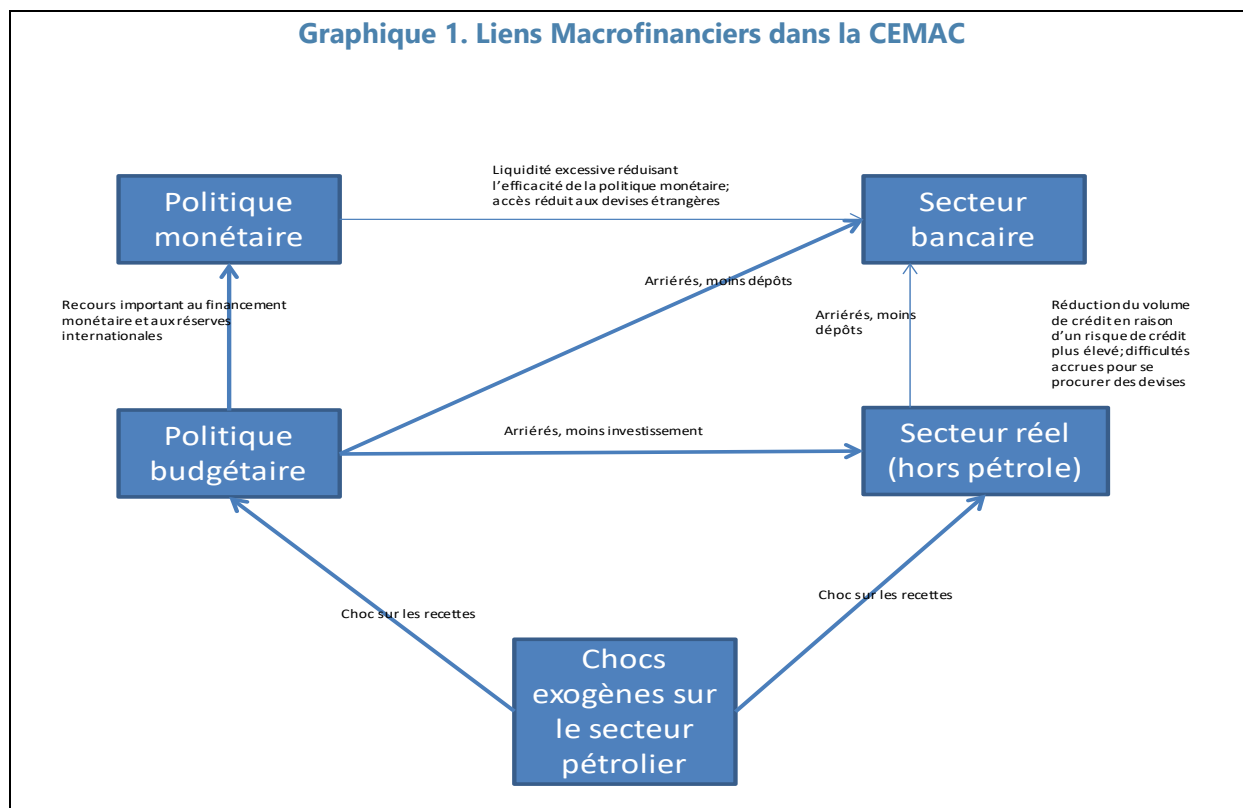 Graphique 1. Liens Macrofinanciers dans la CEMAC
Liquidité excessive réduisant
l’efficacité de la politique monétaire;
accès réduit aux devises étrangères
Politique
monétaire
Secteur
bancaire
Arriérés, moins dépôts
Recours important au financement
monétaire et aux réserves
internationales
Arriérés, moins
dépôts
Réduction du volume
de crédit en raison
d’un risque de crédit
plus élevé; difficultés
accrues pour se
procurer des devises
Politique
budgétaire
Arriérés, moins investissement
Secteur réel
(hors pétrole)
Choc sur les recettes
Choc sur les recettes
Chocs
exogènes sur
le secteur
pétrolier